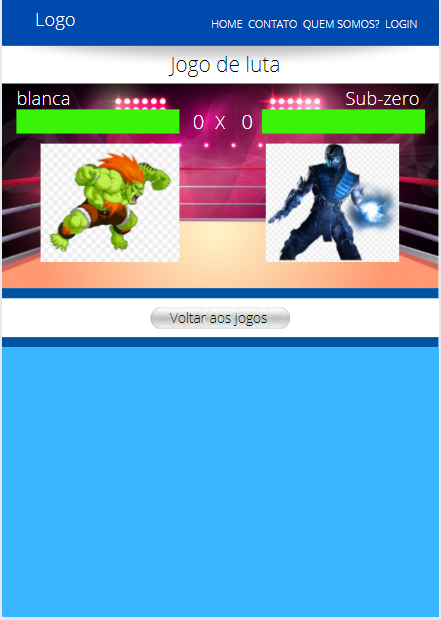 Logo
HOME CONTATO QUEM SOMOS? LOGIN
Jogo de luta
blanca Sub-zero
0 X 0
Voltar aos jogos